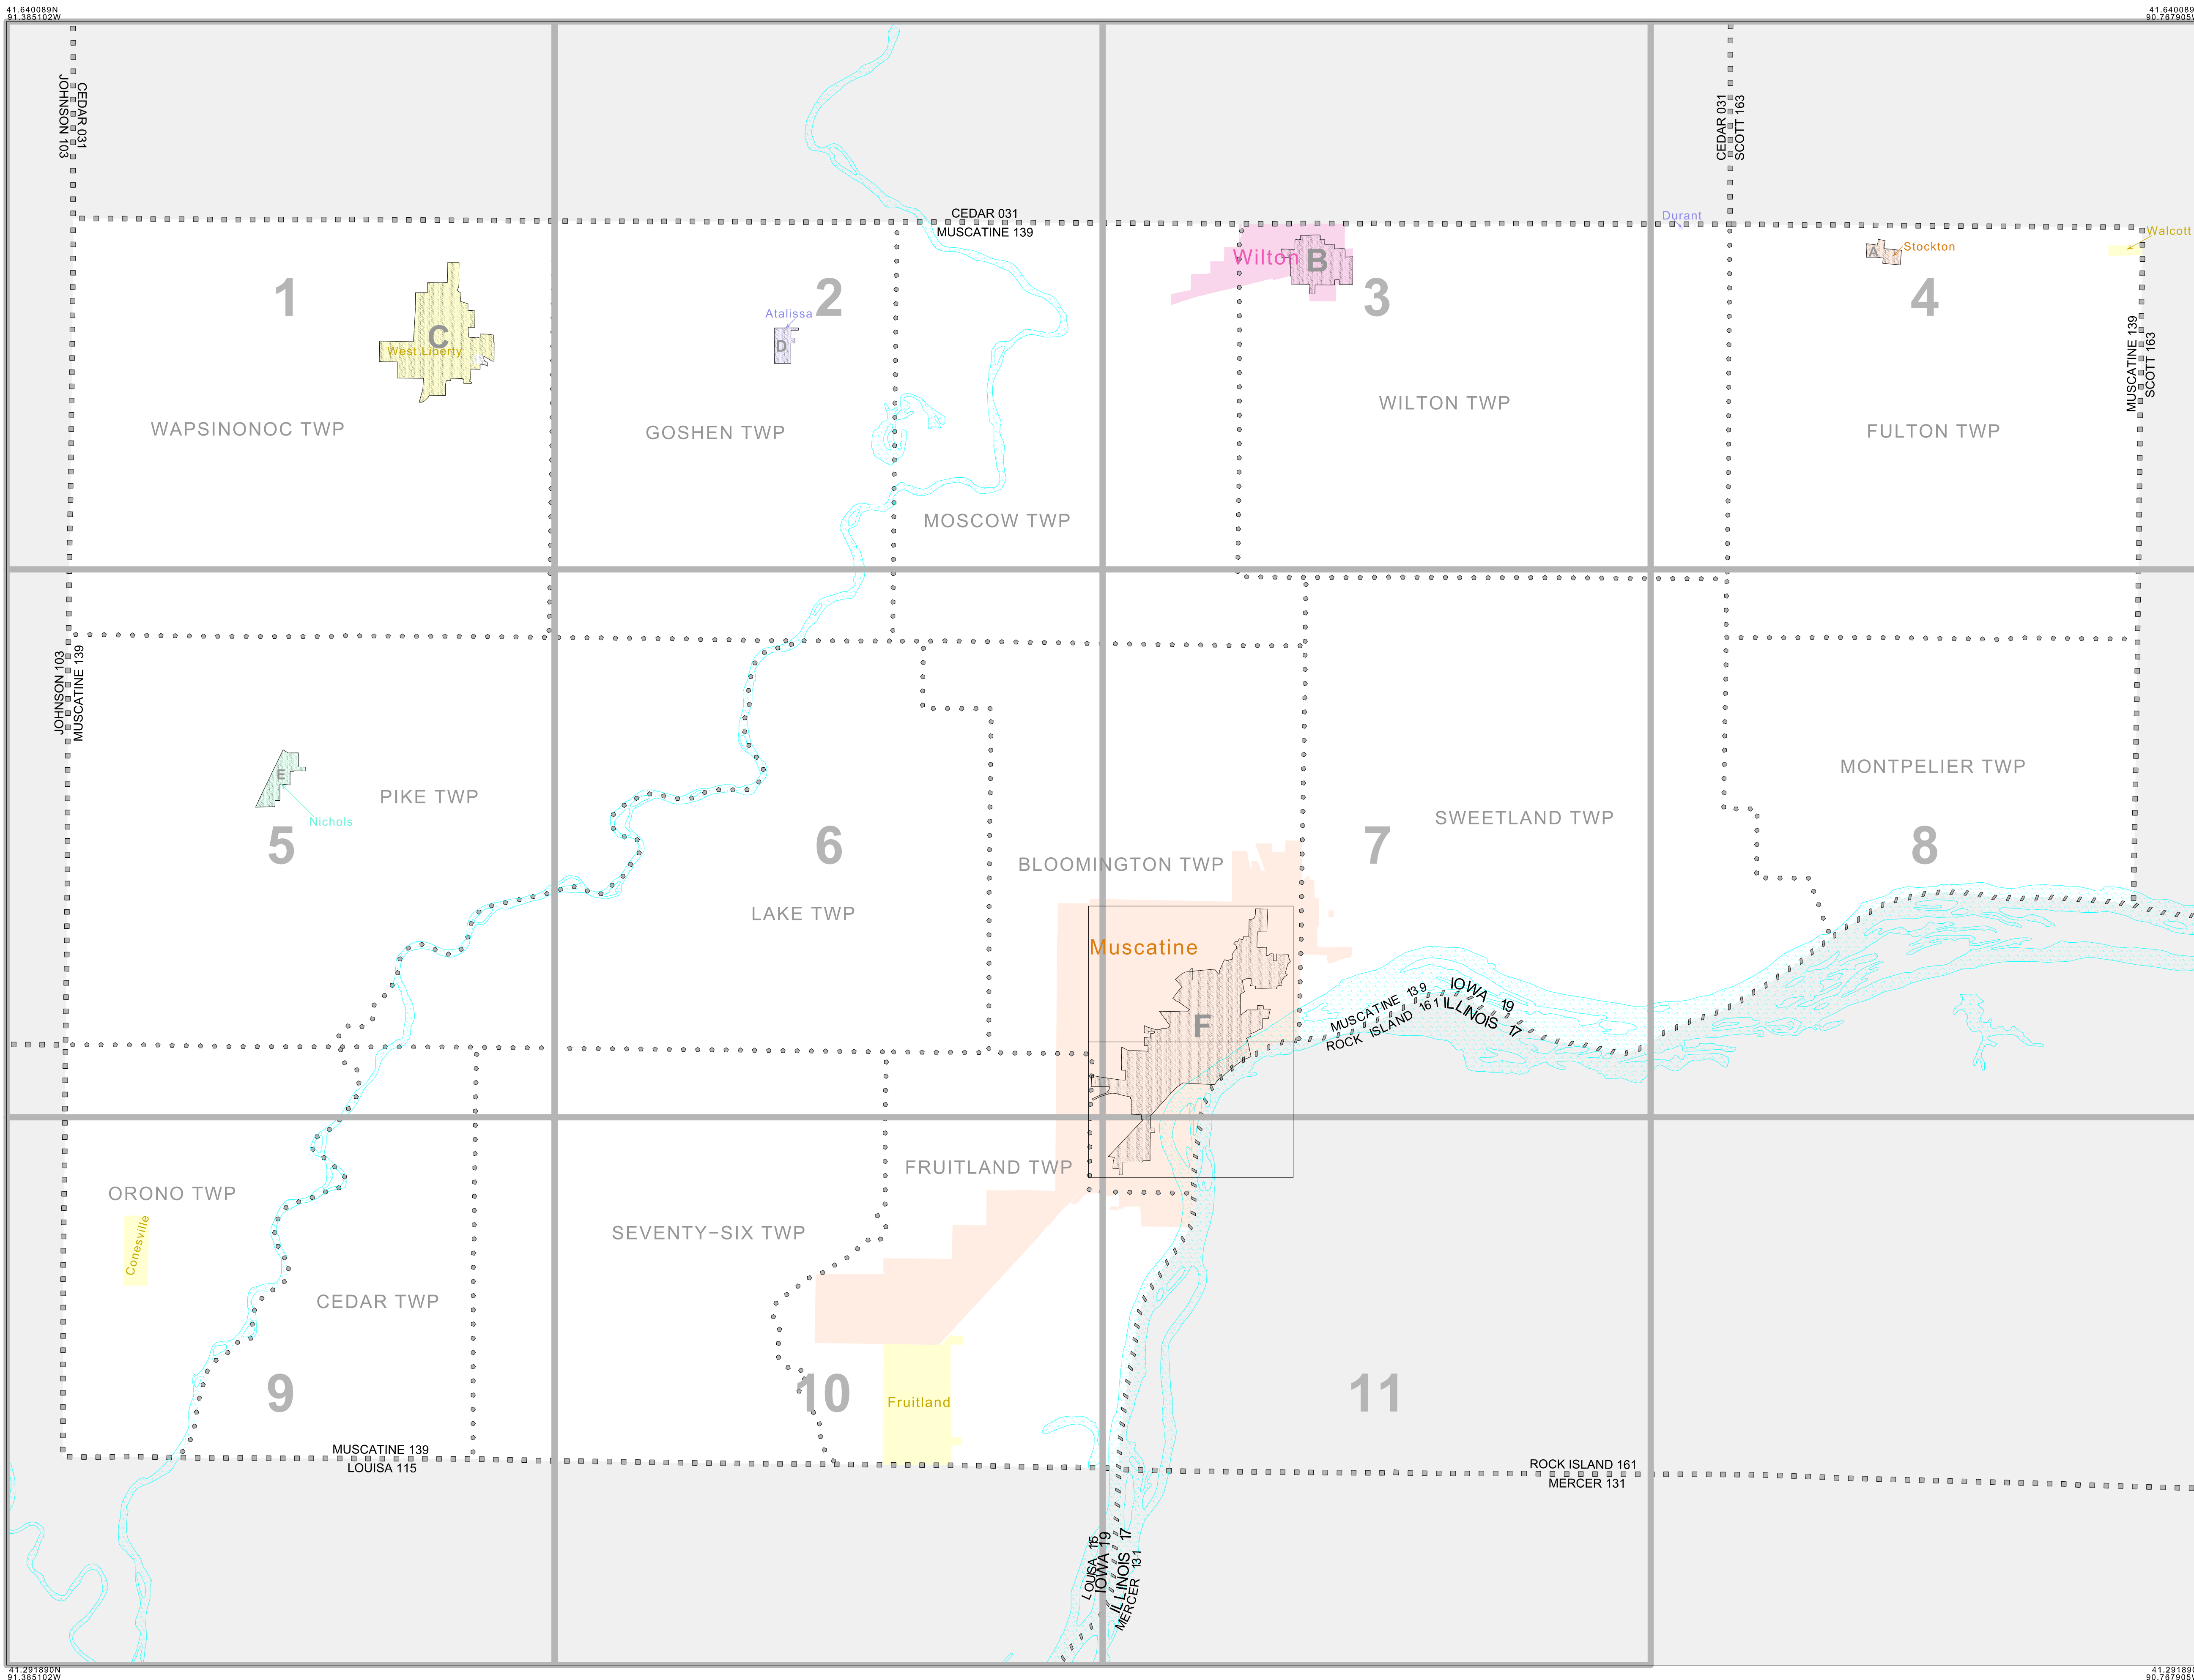 41.640089N
91.385102W
41.640089
90.767905W
JOHNSON 103
CEDAR 031
CEDAR 031
SCOTT 163
CEDAR 031
MUSCATINE 139
Durant
Walcott
Stockton
A
Wilton
B
1
2
3
4
Atalissa
D
C
West Liberty
MUSCATINE 139
SCOTT 163
WAPSINONOC TWP
GOSHEN TWP
WILTON TWP
FULTON TWP
MOSCOW TWP
JOHNSON 103
MUSCATINE 139
E
Nichols
PIKE TWP
MONTPELIER TWP
SWEETLAND TWP
5
6
7
8
BLOOMINGTON TWP
LAKE TWP
Muscatine
F
MUSCATINE 139
ROCK ISLAND 161
IOWA 19
ILLINOIS 17
FRUITLAND TWP
ORONO TWP
Conesville
SEVENTY-SIX TWP
CEDAR TWP
9
10
11
Fruitland
MUSCATINE 139
LOUISA 115
ROCK ISLAND 161
MERCER 131
LOUISA 115
IOWA 19
ILLINOIS 17
MERCER 131
41.291890N
91.385102W
41.291890
90.767905W